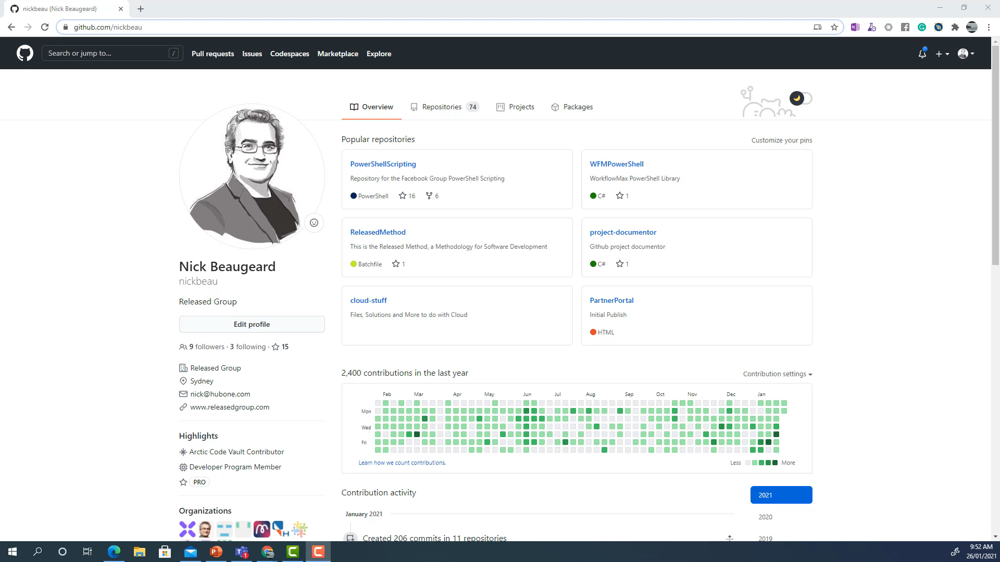 nickbeau (Nick Beaugeard)
github.com/nickbeau
Search or jump to... /
Pull requests Issues Codespaces Marketplace Explore
Overview Repositories 74 Projects Packages
Popular repositories
Customize your pins
PowerShellScripting
Repository for the Facebook Group PowerShell Scripting
PowerShell 16 6
WFMPowerShell
WorkflowMax PowerShell Library
C# 1
ReleasedMethod
This is the Released Method, a Methodology for Software Development
Batchfile 1
project-documentor
Github project documentor
C# 1
cloud-stuff
Files, Solutions and More to do with Cloud
PartnerPortal
Initial Publish
HTML
Nick Beaugeard
nickbeau
Released Group
Edit profile
9 followers · 3 following · 15
Released Group
Sydney
nick@hubone.com
www.releasedgroup.com
Highlights
Arctic Code Vault Contributor
Developer Program Member
PRO
Organizations
2,400 contributions in the last year
Contribution settings
Feb Mar Apr May Jun Jul Aug Sep Oct Nov Dec Jan
Mon
Wed
Fri
Learn how we count contributions.
Less More
Contribution activity
2021
2020
2019
January 2021
Created 206 commits in 11 repositories
9:52 AM
26/01/2021